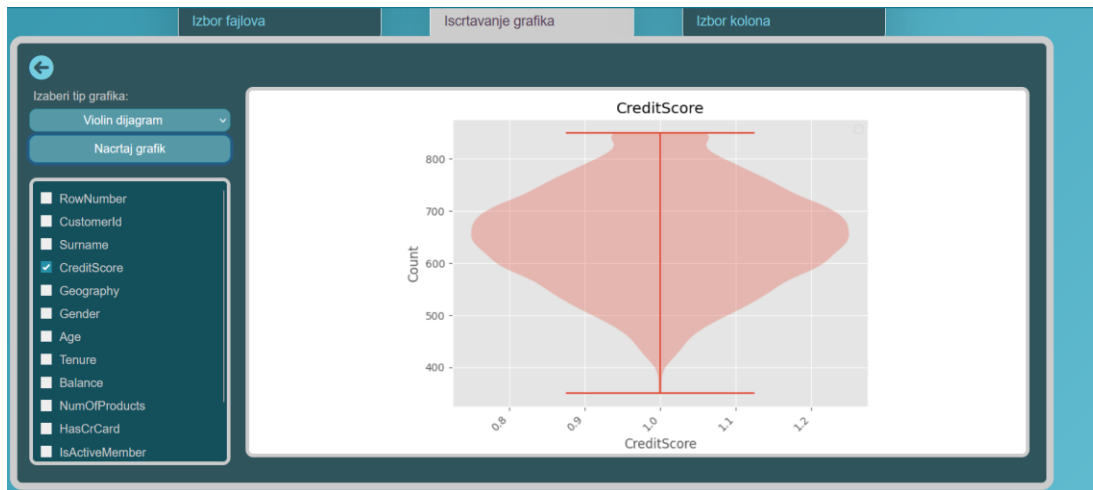 Izbor fajlova
Iscrtavanje grafika
Izbor kolona
Izaberi tip grafika:
Violin dijagram
Nacrtaj grafik
RowNumber
CustomerId
Surname
CreditScore
Geography
Gender
Age
Tenure
Balance
NumOfProducts
HasCrCard
IsActiveMember
CreditScore
Count
800
700
600
500
400
0.8
0.9
1.0
1.1
1.2
CreditScore